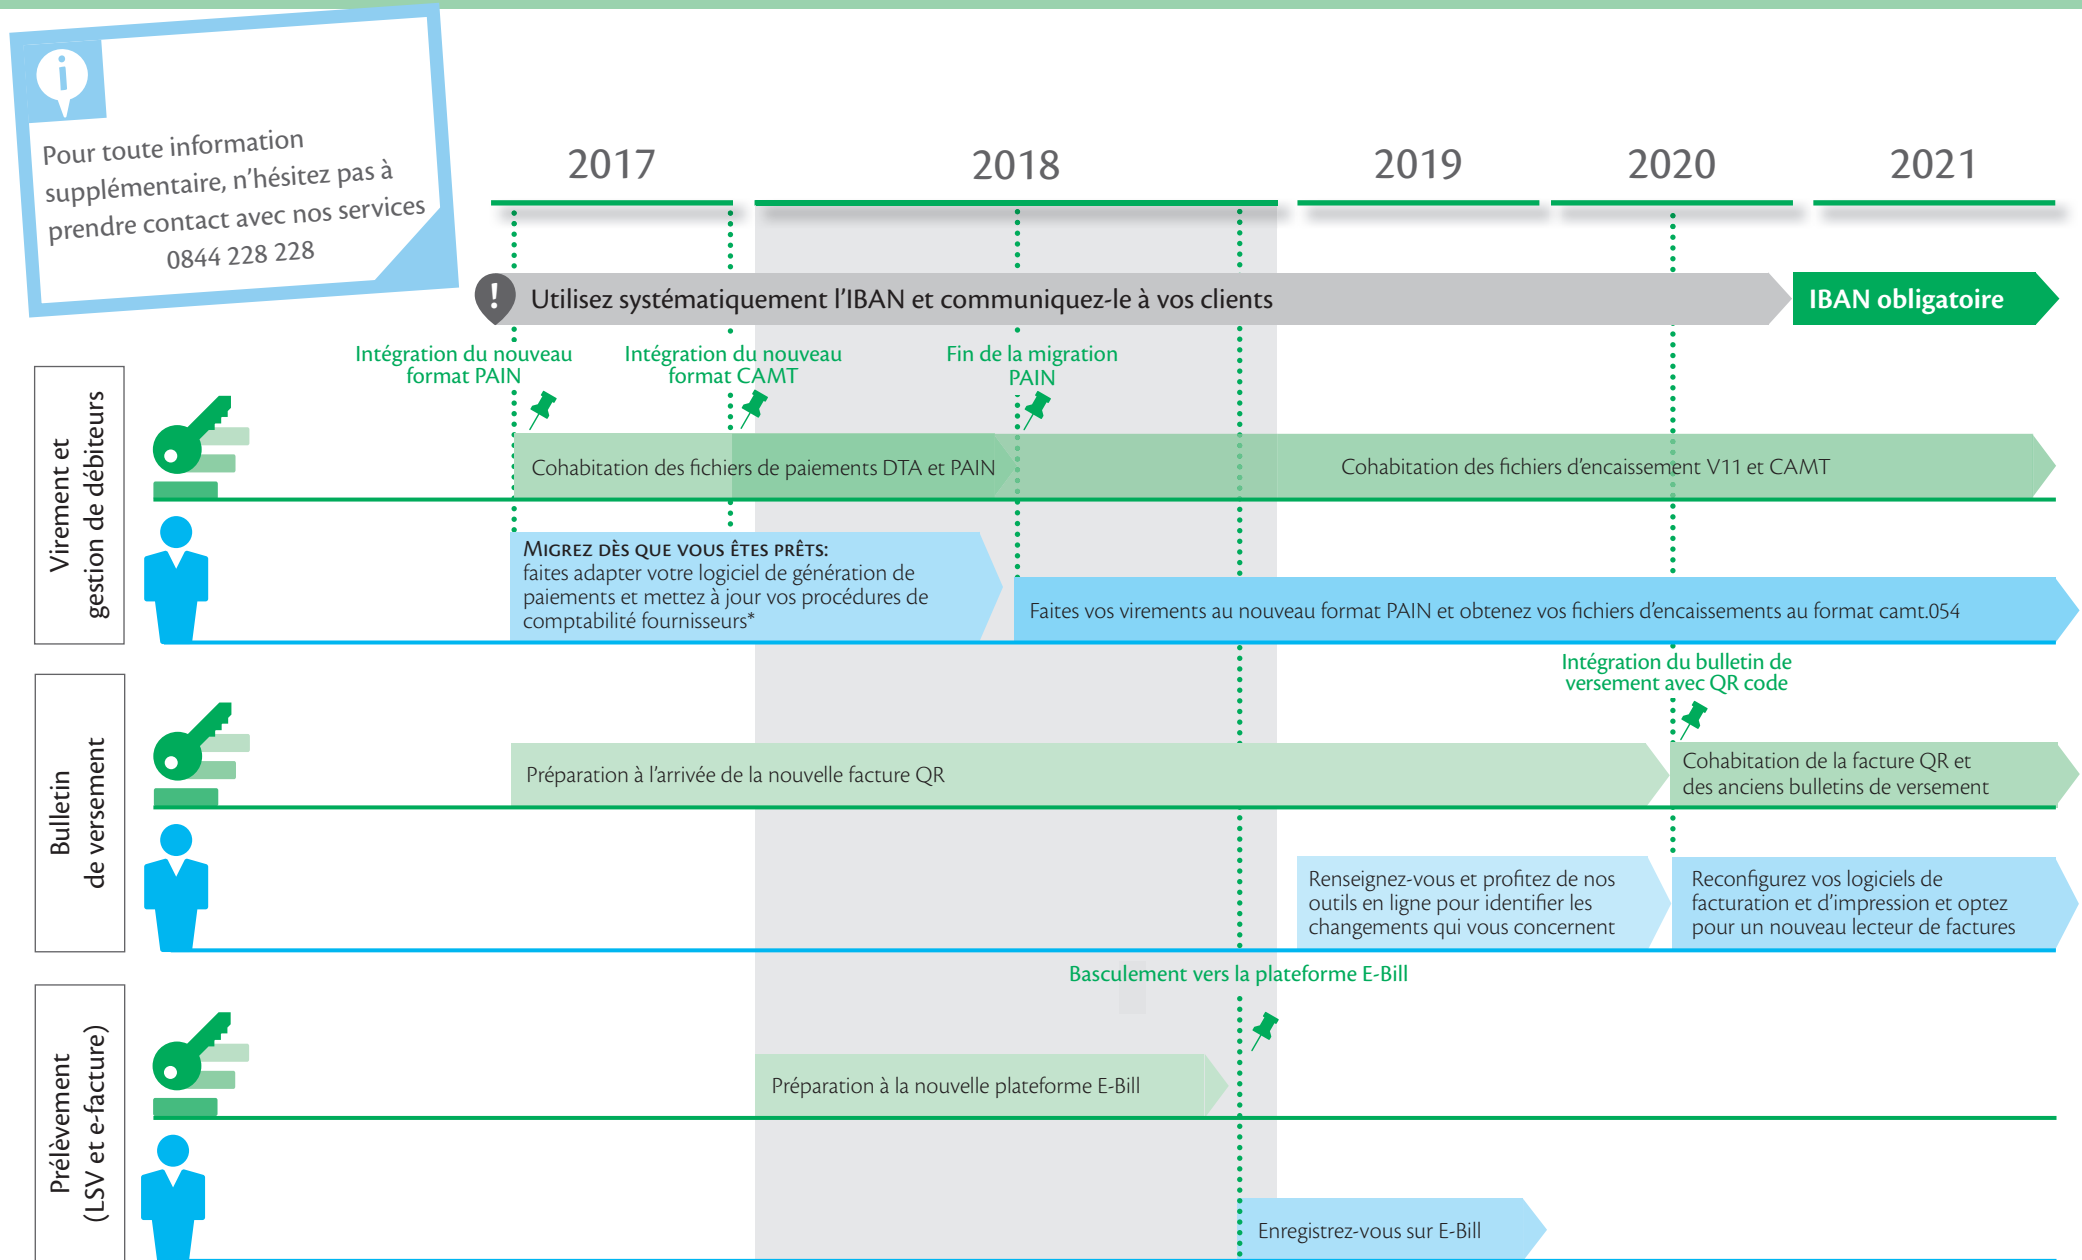 Pour toute information
supplémentaire, n'hésitez pas à
prendre contact avec nos services
0844 228 228
2017
2018
2019
2020
2021
! Utilisez systématiquement l'IBAN et communiquez-le à vos clients
IBAN obligatoire
Intégration du nouveau
format PAIN
Intégration du nouveau
format CAMT
Fin de la migration
PAIN
Virement et
gestion de débiteurs
Cohabitation des fichiers de paiements DTA et PAIN
Cohabitation des fichiers d'encaissement V11 et CAMT
MIGREZ DÈS QUE VOUS ÊTES PRÊTS:
faites adapter votre logiciel de génération de
paiements et mettez à jour vos procédures de
comptabilité fournisseurs*
Faites vos virements au nouveau format PAIN et obtenez vos fichiers d'encaissements au format camt.054
Intégration du bulletin de
versement avec QR code
Bulletin
de versement
Préparation à l'arrivée de la nouvelle facture QR
Cohabitation de la facture QR et
des anciens bulletins de versement
Renseignez-vous et profitez de nos
outils en ligne pour identifier les
changements qui vous concernent
Reconfigurez vos logiciels de
facturation et d'impression et optez
pour un nouveau lecteur de factures
Basculement vers la plateforme E-Bill
Prélèvement
(LSV et e-facture)
Préparation à la nouvelle plateforme E-Bill
Enregistrez-vous sur E-Bill